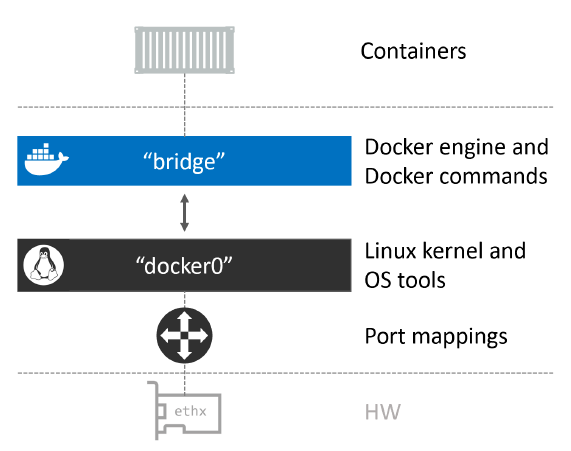 Containers
“bridge”
Docker engine and
Docker commands
“docker0”
Linux kernel and
OS tools
Port mappings
ethx
HW